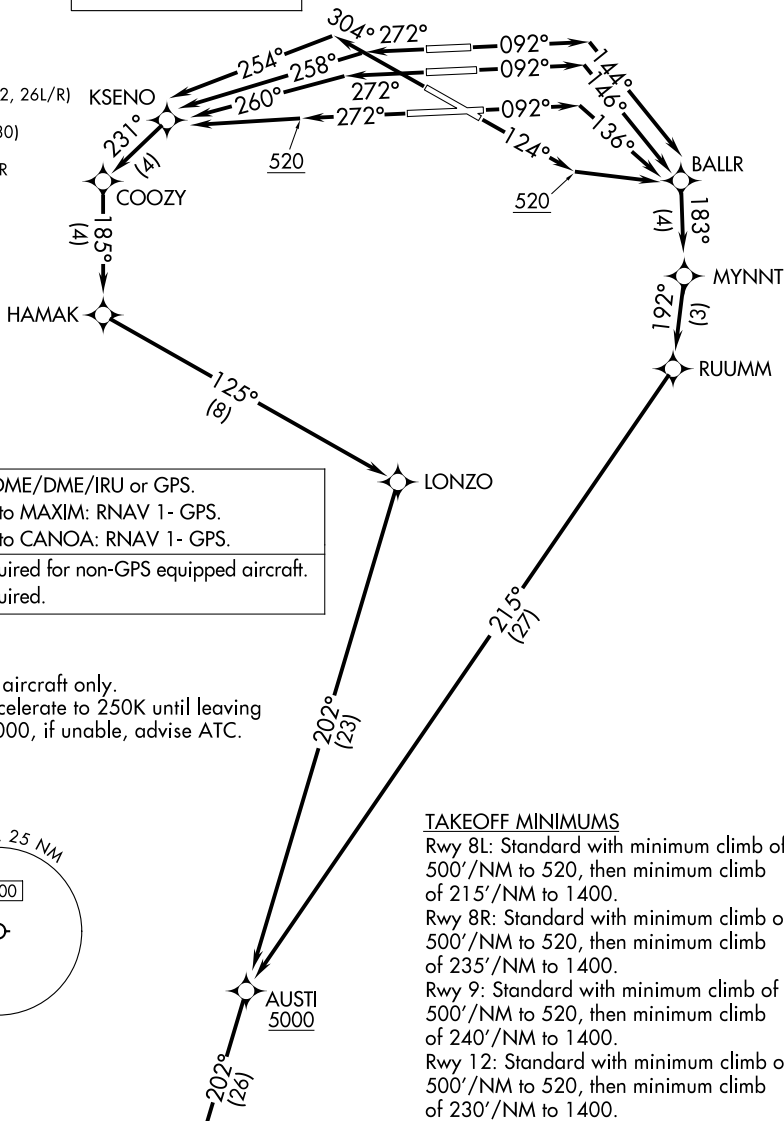 304°
272°
092°
254°
258°
092°
144°
2, 26L/R)
KSENO
260°
272°
146°
272°
092°
136°
30)
231°
(4)
520
124°
R
BALLR
COOZY
520
185°
(4)
183°
(4)
MYNNT
HAMAK
192°
(3)
RUUMM
125°
(8)
LONZO
DME/DME/IRU or GPS.
to MAXIM: RNAV 1- GPS.
to CANOA: RNAV 1- GPS.
uired for non-GPS equipped aircraft.
uired.
215°
(27)
aircraft only.
celerate to 250K until leaving
000, if unable, advise ATC.
202°
(23)
25 NM
00
TAKEOFF MINIMUMS
Rwy 8L: Standard with minimum climb of
500'/NM to 520, then minimum climb
of 215'/NM to 1400.
Rwy 8R: Standard with minimum climb o
500'/NM to 520, then minimum climb
of 235'/NM to 1400.
Rwy 9: Standard with minimum climb of
500'/NM to 520, then minimum climb
of 240'/NM to 1400.
Rwy 12: Standard with minimum climb o
500'/NM to 520, then minimum climb
of 230'/NM to 1400.
AUSTI
5000
202°
(26)